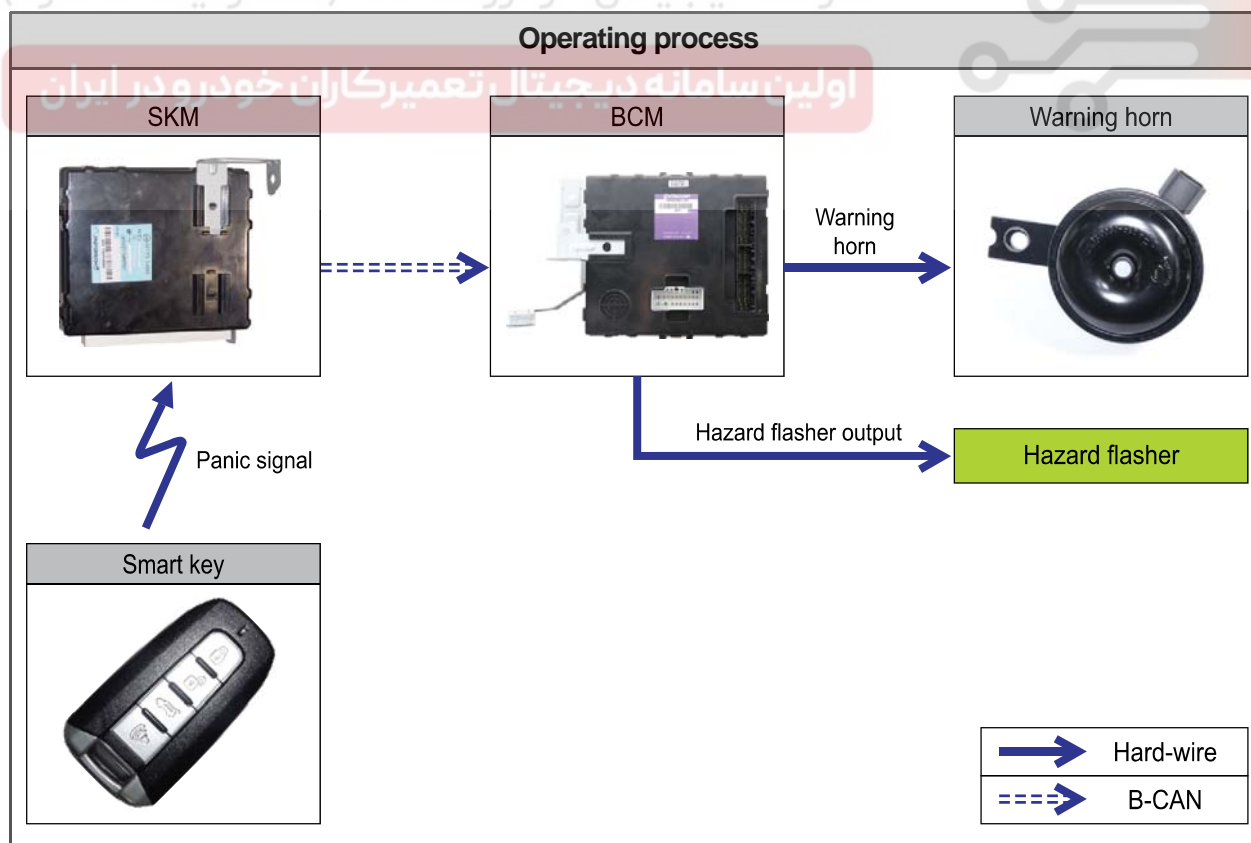 Operating process
اولین سامانه دیجیتال تعمیرکاران خودرو در ایران
SKM
BCM
Warning horn
Warning
horn
Hazard flasher output
Hazard flasher
Panic signal
Smart key
Hard-wire
B-CAN